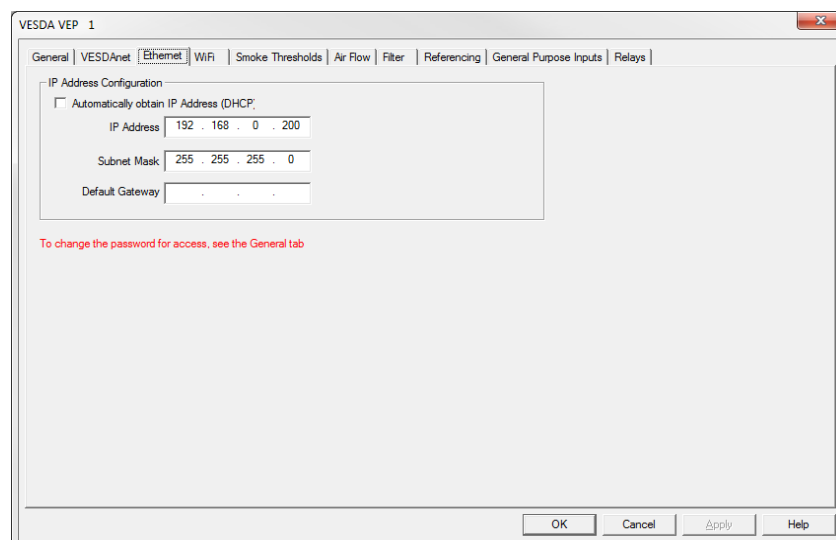 VESDA VEP 1
General VESDAnet Ethernet WiFi Smoke Thresholds Air Flow Filter Referencing General Purpose Inputs Relays
IP Address Configuration
Automatically obtain IP Address (DHCP)
IP Address 192 . 168 . 0 . 200
Subnet Mask 255 . 255 . 255 . 0
Default Gateway . . .
To change the password for access, see the General tab
OK Cancel Apply Help